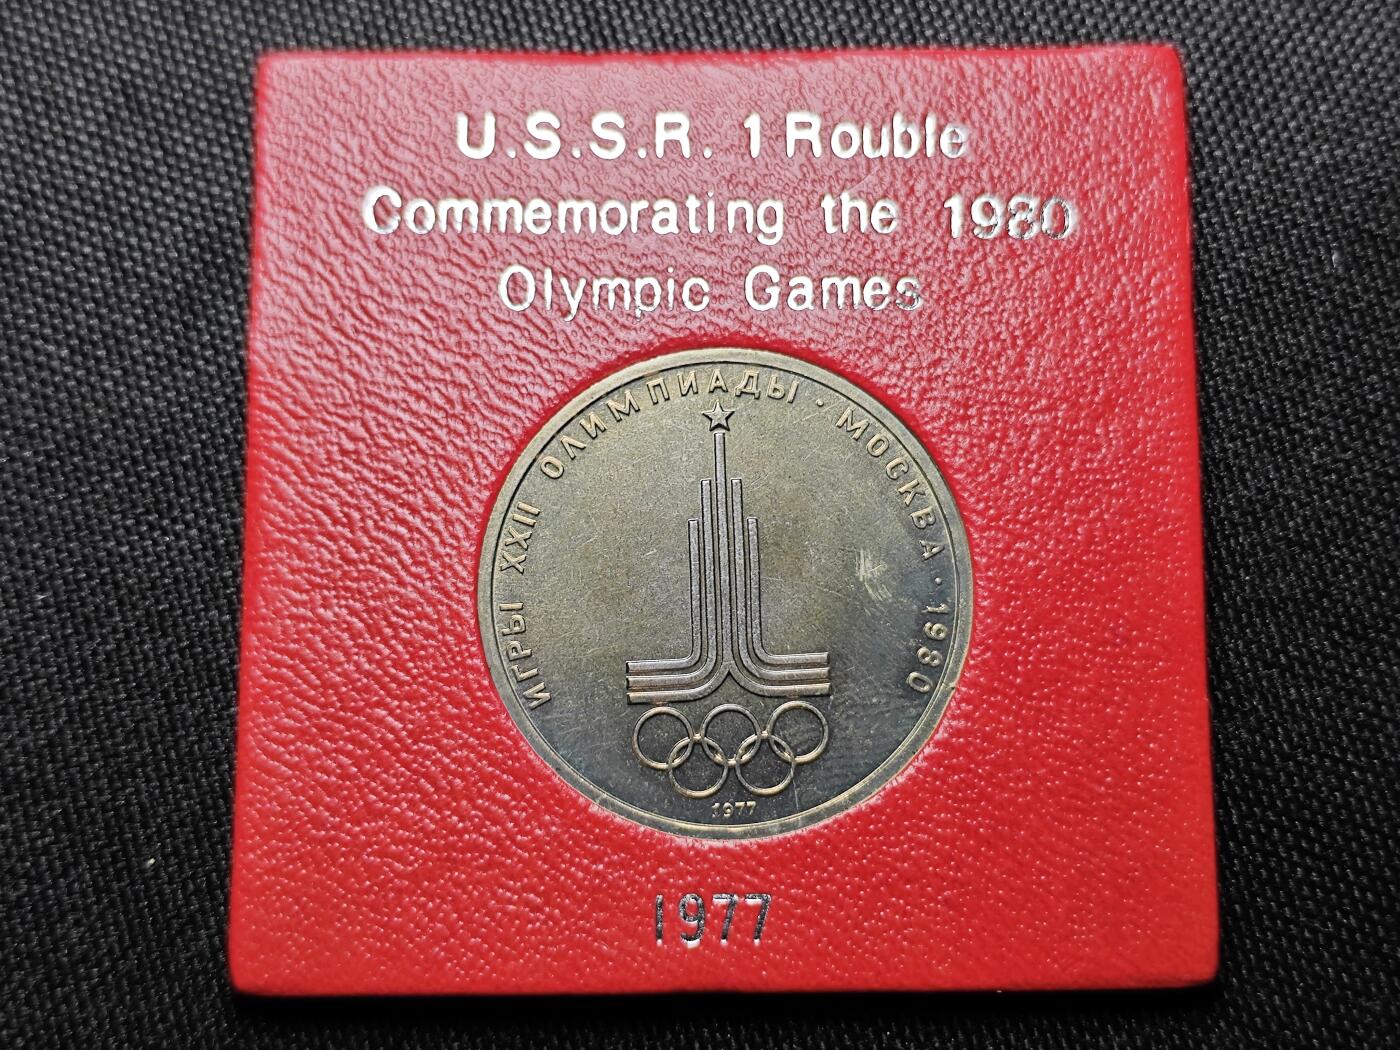 U.S.S.R. 1 Rouble
Commemorating the 1980
Olympic Games
ИГРЫ XXII ОЛИМПИАДЫ · МОСКВА · 1980
1977
1977